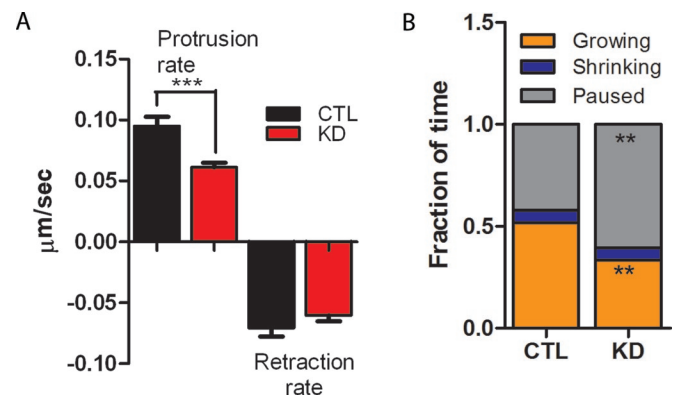 A
Protrusion
rate
***
CTL
KD
μm/sec
0.15
0.10
0.05
0.00
-0.05
-0.10
Retraction
rate
B
Growing
Shrinking
Paused
Fraction of time
1.5
1.0
0.5
0.0
**
**
CTL KD